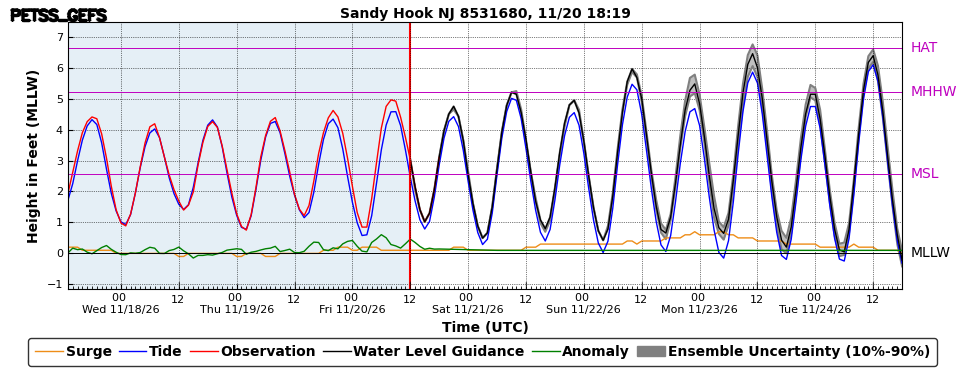 PETSS_GEFS
Sandy Hook NJ 8531680, 11/20 18:19
Height in Feet (MLLW)
7
6
5
4
3
2
1
0
−1
HAT
MHHW
MSL
MLLW
00 12 00 12 00 12 00 12 00 12 00 12 00 12
Wed 11/18/26 Thu 11/19/26 Fri 11/20/26 Sat 11/21/26 Sun 11/22/26 Mon 11/23/26 Tue 11/24/26
Time (UTC)
Surge Tide Observation Water Level Guidance Anomaly Ensemble Uncertainty (10%-90%)